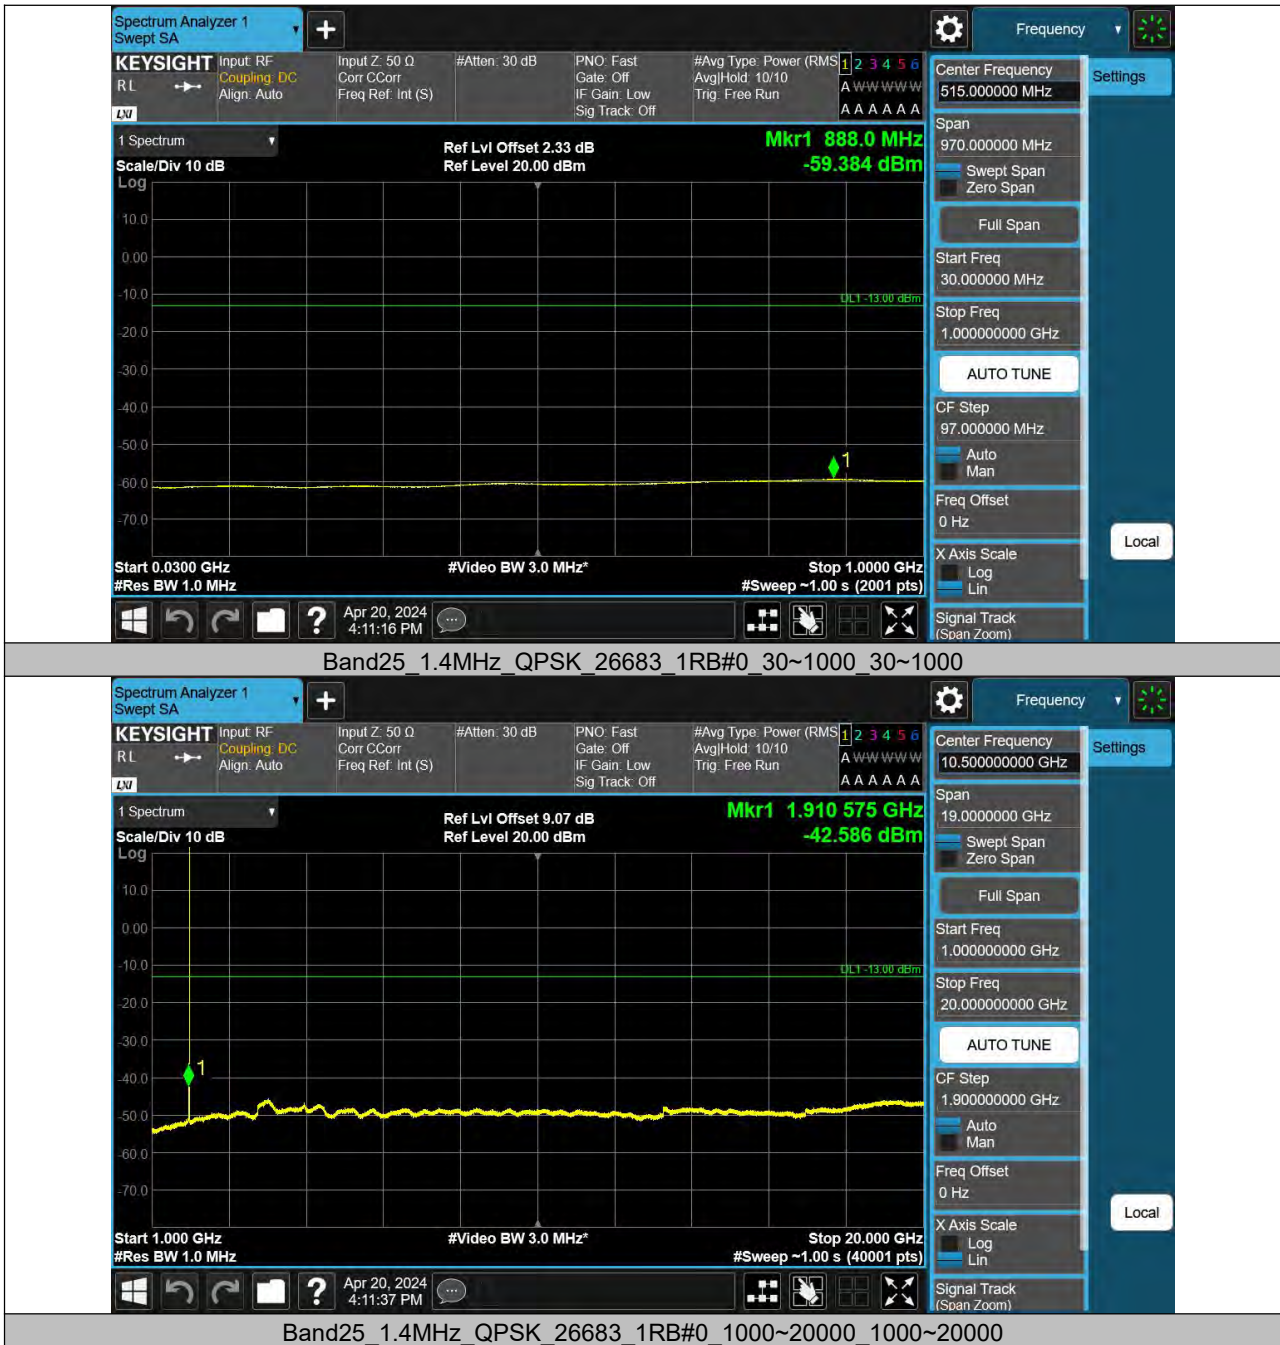 Spectrum Analyzer 1
Swept SA
Frequency
KEYSIGHT
RL
LXI
Input: RF
Coupling: DC
Align: Auto
Input Z: 50 Ω
Corr CCorr
Freq Ref: Int (S)
#Atten: 30 dB
PNO: Fast
Gate: Off
IF Gain: Low
Sig Track: Off
#Avg Type: Power (RMS
Avg|Hold: 10/10
Trig: Free Run
1 2 3 4 5 6
A W W W W W
A A A A A A
1 Spectrum
Scale/Div 10 dB
Ref Lvl Offset 2.33 dB
Ref Level 20.00 dBm
Mkr1 888.0 MHz
-59.384 dBm
Log
10.0
0.00
-10.0
DL1 -13.00 dBm
-20.0
-30.0
-40.0
-50.0
1
-60.0
-70.0
Start 0.0300 GHz
#Video BW 3.0 MHz*
Stop 1.0000 GHz
#Res BW 1.0 MHz
#Sweep ~1.00 s (2001 pts)
Apr 20, 2024
4:11:16 PM
Center Frequency
515.000000 MHz
Settings
Span
970.000000 MHz
Swept Span
Zero Span
Full Span
Start Freq
30.000000 MHz
Stop Freq
1.000000000 GHz
AUTO TUNE
CF Step
97.000000 MHz
Auto
Man
Freq Offset
0 Hz
X Axis Scale
Log
Lin
Local
Signal Track
(Span Zoom)
Band25_1.4MHz_QPSK_26683_1RB#0_30~1000_30~1000
Spectrum Analyzer 1
Swept SA
Frequency
KEYSIGHT
RL
LXI
Input: RF
Coupling: DC
Align: Auto
Input Z: 50 Ω
Corr CCorr
Freq Ref: Int (S)
#Atten: 30 dB
PNO: Fast
Gate: Off
IF Gain: Low
Sig Track: Off
#Avg Type: Power (RMS
Avg|Hold: 10/10
Trig: Free Run
1 2 3 4 5 6
A W W W W W
A A A A A A
1 Spectrum
Scale/Div 10 dB
Ref Lvl Offset 9.07 dB
Ref Level 20.00 dBm
Mkr1 1.910 575 GHz
-42.586 dBm
Log
10.0
0.00
-10.0
DL1 -13.00 dBm
-20.0
-30.0
1
-40.0
-50.0
-60.0
-70.0
Start 1.000 GHz
#Video BW 3.0 MHz*
Stop 20.000 GHz
#Res BW 1.0 MHz
#Sweep ~1.00 s (40001 pts)
Apr 20, 2024
4:11:37 PM
Center Frequency
10.500000000 GHz
Settings
Span
19.0000000 GHz
Swept Span
Zero Span
Full Span
Start Freq
1.000000000 GHz
Stop Freq
20.000000000 GHz
AUTO TUNE
CF Step
1.900000000 GHz
Auto
Man
Freq Offset
0 Hz
X Axis Scale
Log
Lin
Local
Signal Track
(Span Zoom)
Band25_1.4MHz_QPSK_26683_1RB#0_1000~20000_1000~20000